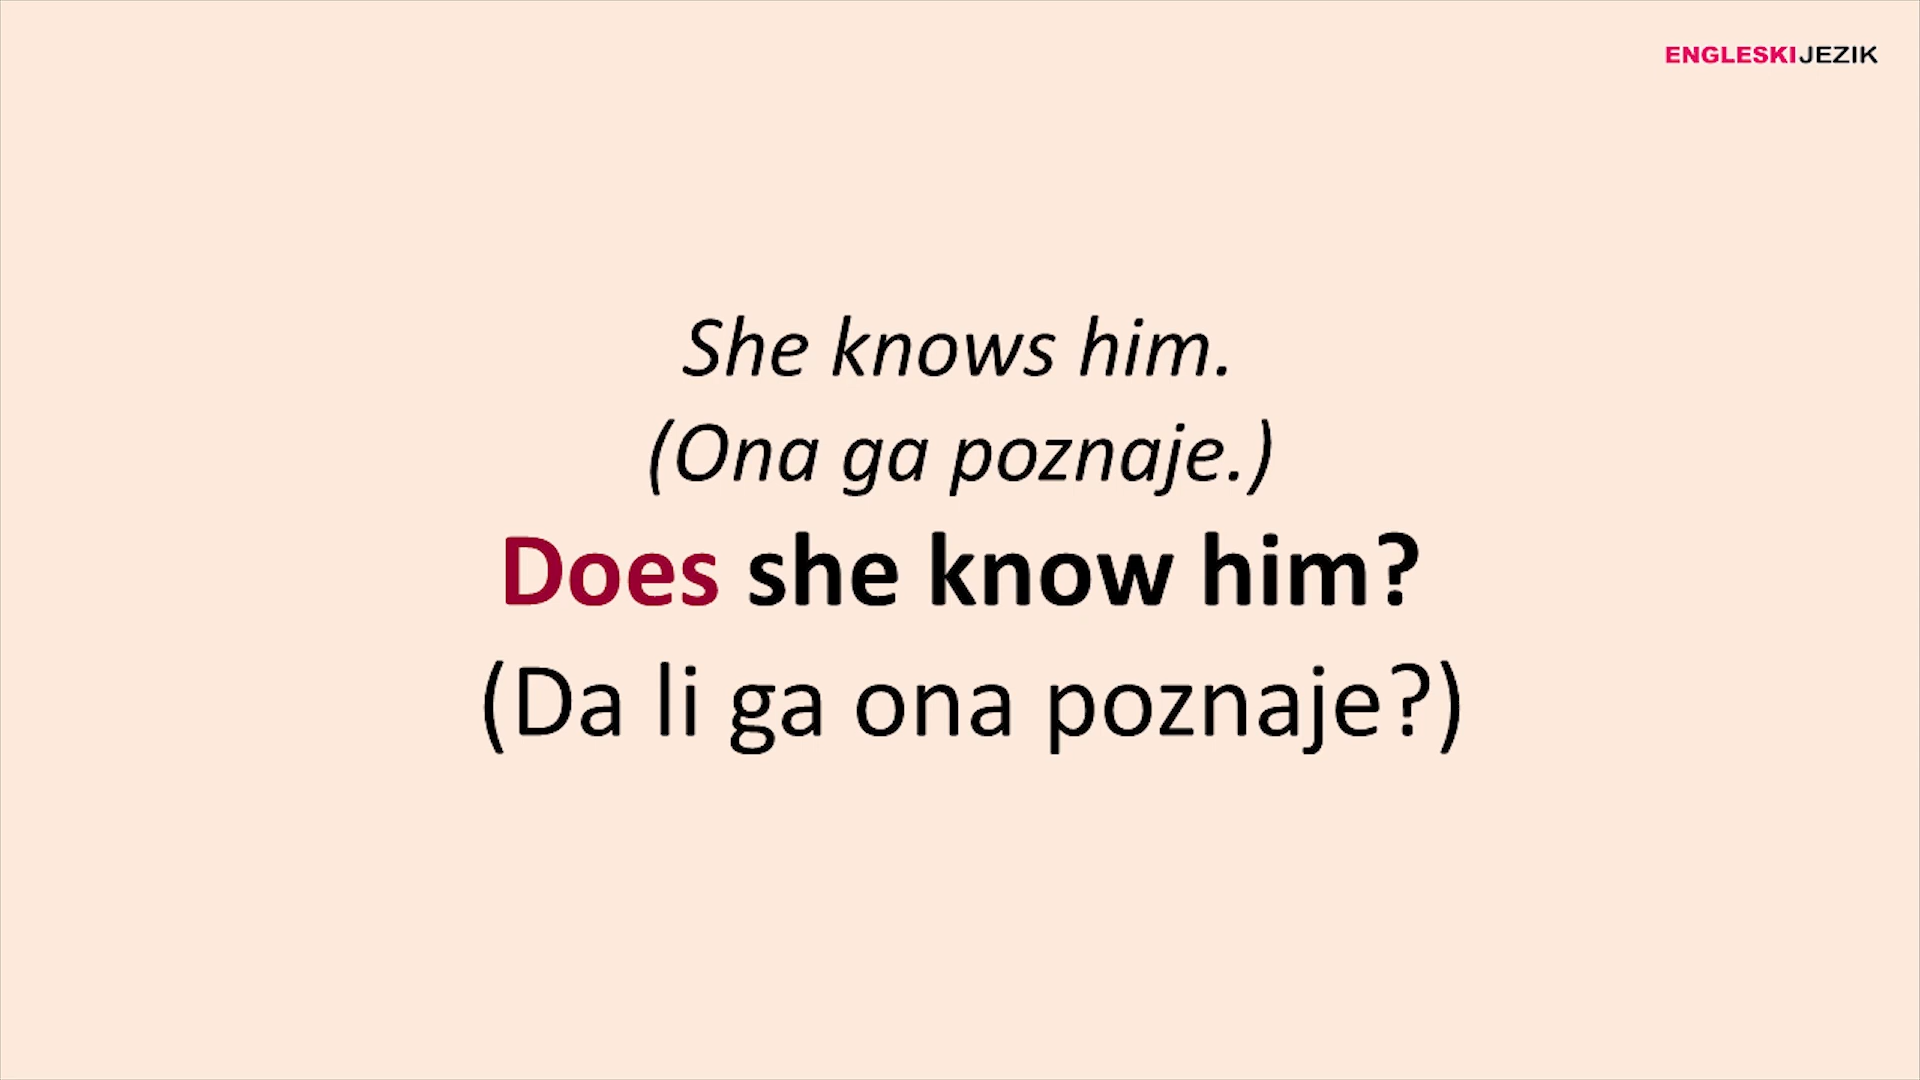 ENGLESKIJEZIK
She knows him.
(Ona ga poznaje.)
Does she know him?
(Da li ga ona poznaje?)